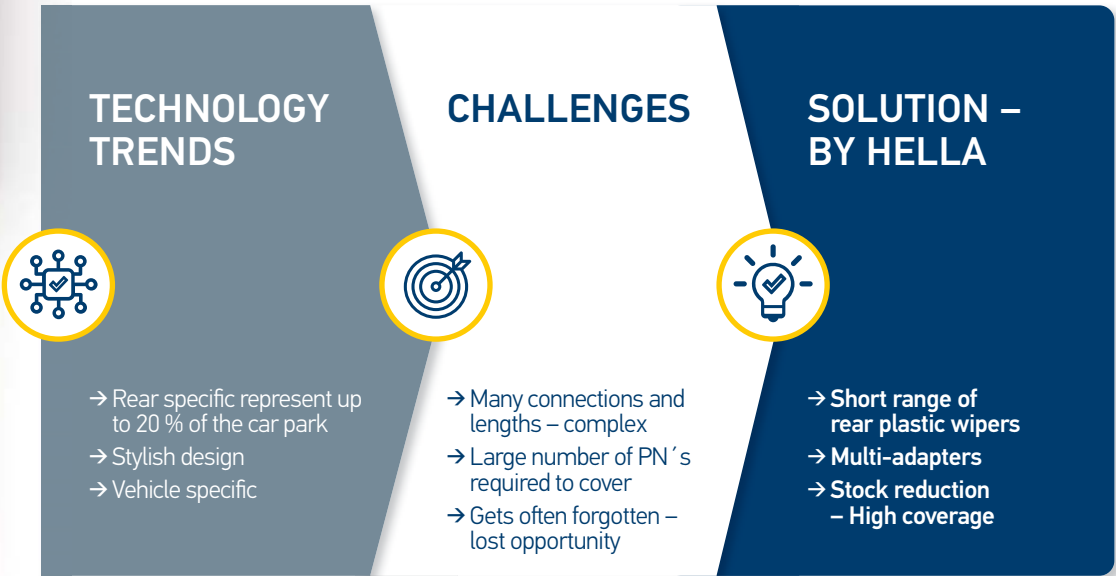 TECHNOLOGY
TRENDS
→ Rear specific represent up
to 20 % of the car park
→ Stylish design
→ Vehicle specific
CHALLENGES
→ Many connections and
lengths – complex
→ Large number of PN´s
required to cover
→ Gets often forgotten –
lost opportunity
SOLUTION –
BY HELLA
→ Short range of
rear plastic wipers
→ Multi-adapters
→ Stock reduction
– High coverage